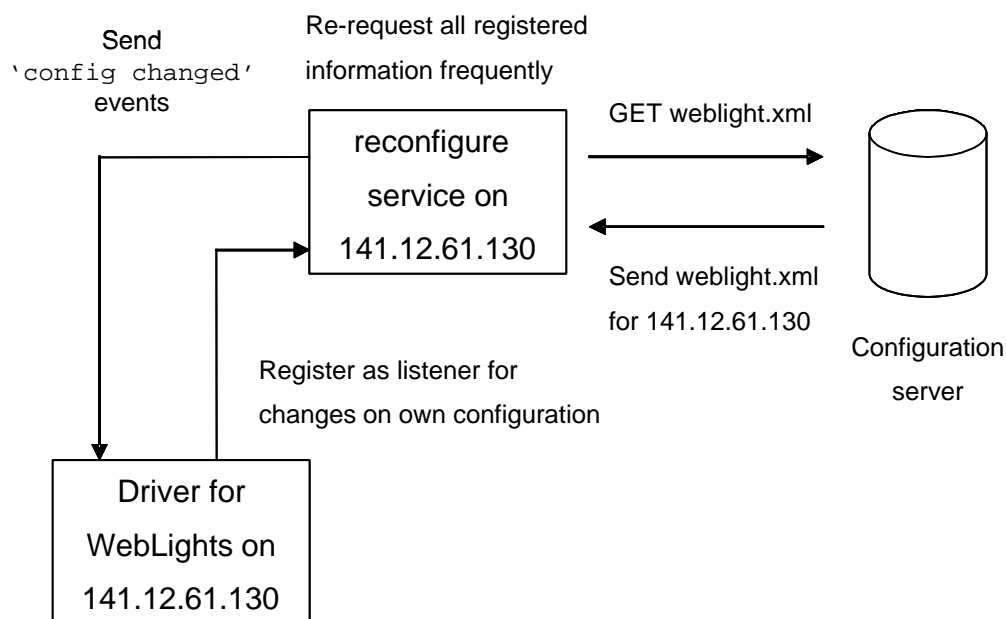 Send
‘config changed’
events
Re-request all registered
information frequently
reconfigure
service on
141.12.61.130
GET weblight.xml
Send weblight.xml
for 141.12.61.130
Configuration
server
Register as listener for
changes on own configuration
Driver for
WebLights on
141.12.61.130